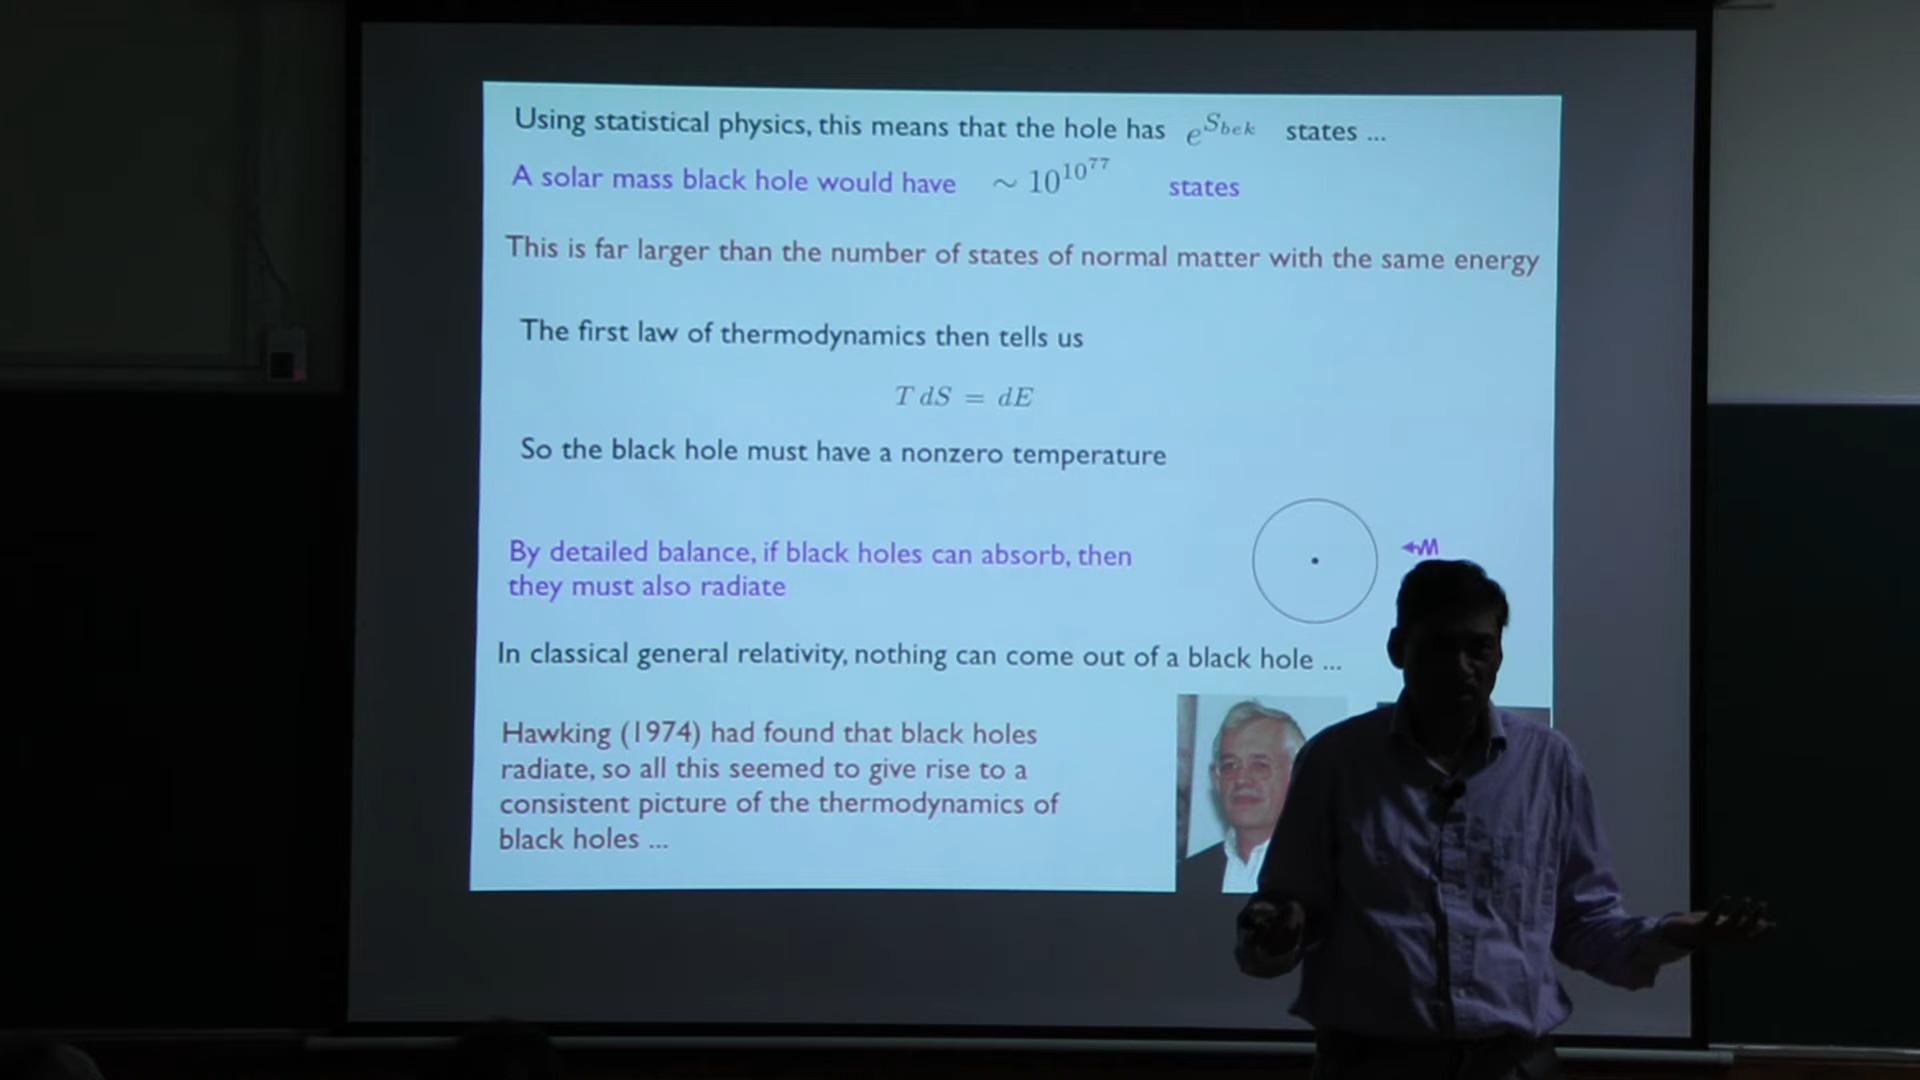 Using statistical physics, this means that the hole has e^{S_{bek}} states ...
A solar mass black hole would have ~ 10^{10^{77}} states
This is far larger than the number of states of normal matter with the same energy
The first law of thermodynamics then tells us
T dS = dE
So the black hole must have a nonzero temperature
By detailed balance, if black holes can absorb, then
they must also radiate
In classical general relativity, nothing can come out of a black hole ...
Hawking (1974) had found that black holes
radiate, so all this seemed to give rise to a
consistent picture of the thermodynamics of
black holes ...